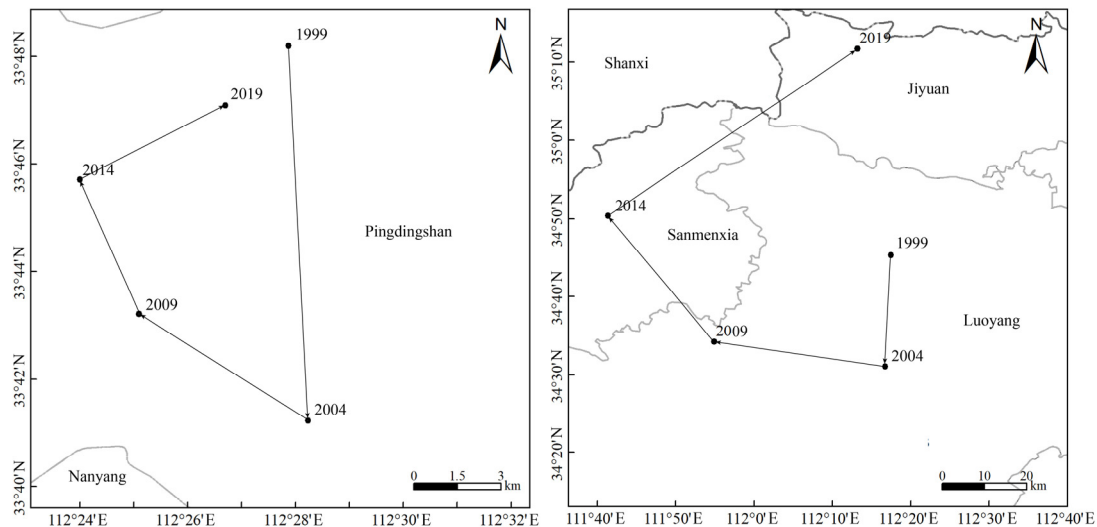 N
1999
33°48'N
2019
33°46'N
2014
Pingdingshan
33°44'N
2009
33°42'N
2004
Nanyang
0 1.5 3
km
33°40'N
112°24'E 112°26'E 112°28'E 112°30'E 112°32'E
N
2019
Shanxi
35°10'N
Jiyuan
35°0'N
2014
34°50'N
Sanmenxia
1999
34°40'N
Luoyang
2009
2004
34°30'N
34°20'N
0 10 20
km
111°40'E 111°50'E 112°0'E 112°10'E 112°20'E 112°30'E 112°40'E